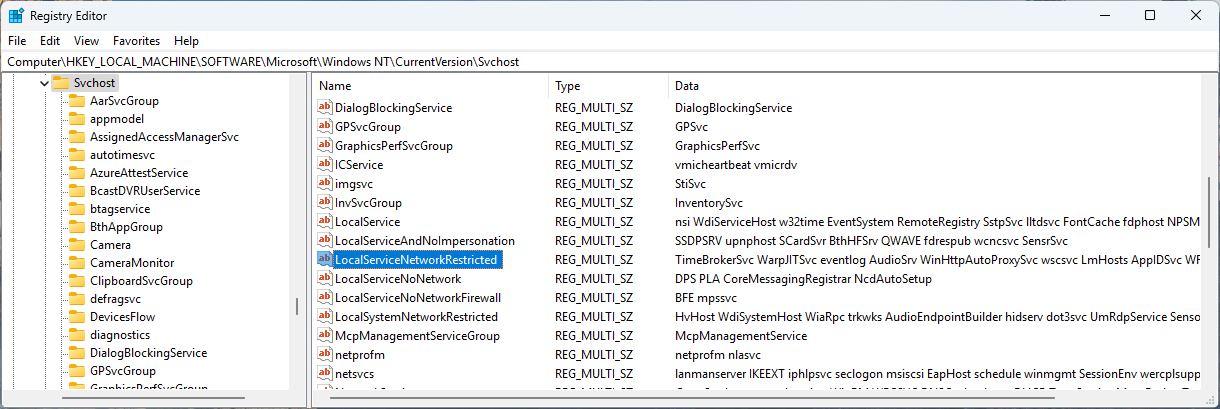 Registry Editor
File Edit View Favorites Help
Computer\HKEY_LOCAL_MACHINE\SOFTWARE\Microsoft\Windows NT\CurrentVersion\Svchost
Svchost
AarSvcGroup
appmodel
AssignedAccessManagerSvc
autotimesvc
AzureAttestService
BcastDVRUserService
btagservice
BthAppGroup
Camera
CameraMonitor
ClipboardSvcGroup
defragsvc
DevicesFlow
diagnostics
DialogBlockingService
GPSvcGroup
GraphicsPerfSvcGroup
Name Type Data
DialogBlockingService REG_MULTI_SZ DialogBlockingService
GPSvcGroup REG_MULTI_SZ GPSvc
GraphicsPerfSvcGroup REG_MULTI_SZ GraphicsPerfSvc
ICService REG_MULTI_SZ vmicheartbeat vmicrdv
imgsvc REG_MULTI_SZ StiSvc
InvSvcGroup REG_MULTI_SZ InventorySvc
LocalService REG_MULTI_SZ nsi WdiServiceHost w32time EventSystem RemoteRegistry SstpSvc lltdsvc FontCache fdphost NPSM
LocalServiceAndNoImpersonation REG_MULTI_SZ SSDPSRV upnphost SCardSvr BthHFSrv QWAVE fdrespub wcncsvc SensrSvc
LocalServiceNetworkRestricted REG_MULTI_SZ TimeBrokerSvc WarpJITSvc eventlog AudioSrv WinHttpAutoProxySvc wscsvc LmHosts AppIDSvc
LocalServiceNoNetwork REG_MULTI_SZ DPS PLA CoreMessagingRegistrar NcdAutoSetup
LocalServiceNoNetworkFirewall REG_MULTI_SZ BFE mpssvc
LocalSystemNetworkRestricted REG_MULTI_SZ HvHost WdiSystemHost WiaRpc trkwks AudioEndpointBuilder hidserv dot3svc UmRdpService Senso
McpManagementServiceGroup REG_MULTI_SZ McpManagementService
netprofm REG_MULTI_SZ netprofm nlasvc
netsvcs REG_MULTI_SZ lanmanserver IKEEXT iphlpsvc seclogon msiscsi EapHost schedule winmgmt SessionEnv wercplsupp